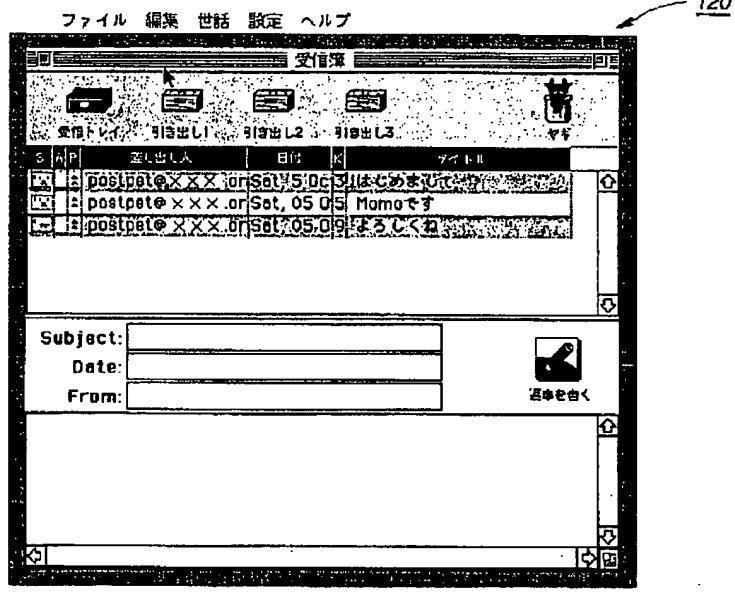 120
ファイル 編集 世話 設定 ヘルプ
受信簿
受信トレイ 引き出し1 引き出し2 引き出し3 ヤギ
S A P 差し出し人 日付 K タイトル
postpet@×××.or Sat, 5 Oc 3 はじめまして
postpet@×××.or Sat, 05 O 5 Momoです
postpet@×××.or Sat, 05 O 9 よろしくね
Subject:
Date:
From:
返事を書く